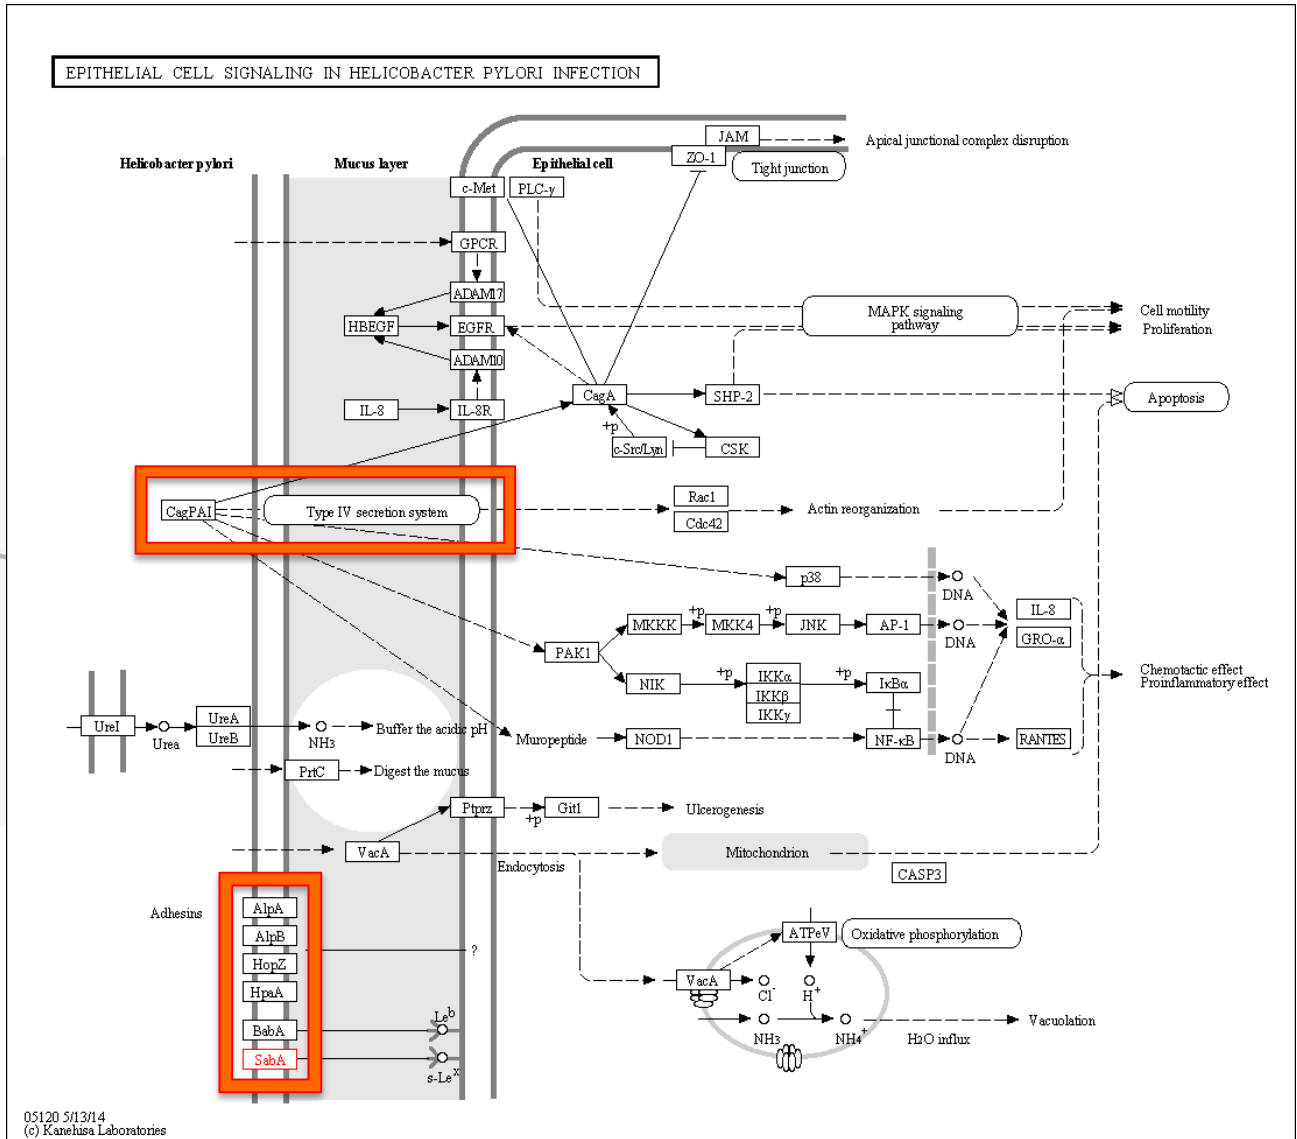 EPITHELIAL CELL SIGNALING IN HELICOBACTER PYLORI INFECTION
JAM
Apical junctional complex disruption
Helicobacter pylori
Mucus layer
Epithelial cell
ZO-1
Tight junction
c-Met
PLC-γ
GPCR
ADAM17
HBEGF
EGFR
MAPK signaling
pathway
Cell motility
Proliferation
ADAM10
CagA
SHP-2
Apoptosis
IL-8
IL-8R
+p
c-Src/Lyn
CSK
CagPAI
Type IV secretion system
Rac1
Cdc42
Actin reorganization
p38
DNA
IL-8
GRO-α
MKKK
+p
MKK4
+p
JNK
AP-1
DNA
PAK1
NIK
+p
IKKα
IKKβ
IKKγ
+p
IκBα
Chemotactic effect
Proinflammatory effect
UreI
Urea
UreA
UreB
NH3
Buffer the acidic pH
Muropeptide
NOD1
NF-κB
DNA
RANTES
PrtC
Digest the mucus
Ptprz
+p
Git1
Ulcerogenesis
VacA
Endocytosis
Mitochondrion
CASP3
Adhesins
AlpA
AlpB
HopZ
HpaA
BabA
SabA
?
Le b
s-Le x
ATPeV
Oxidative phosphorylation
VacA
Cl-
H+
NH3
NH4+
H2O influx
Vacuolation
05120 5/13/14
(c) Kanehisa Laboratories